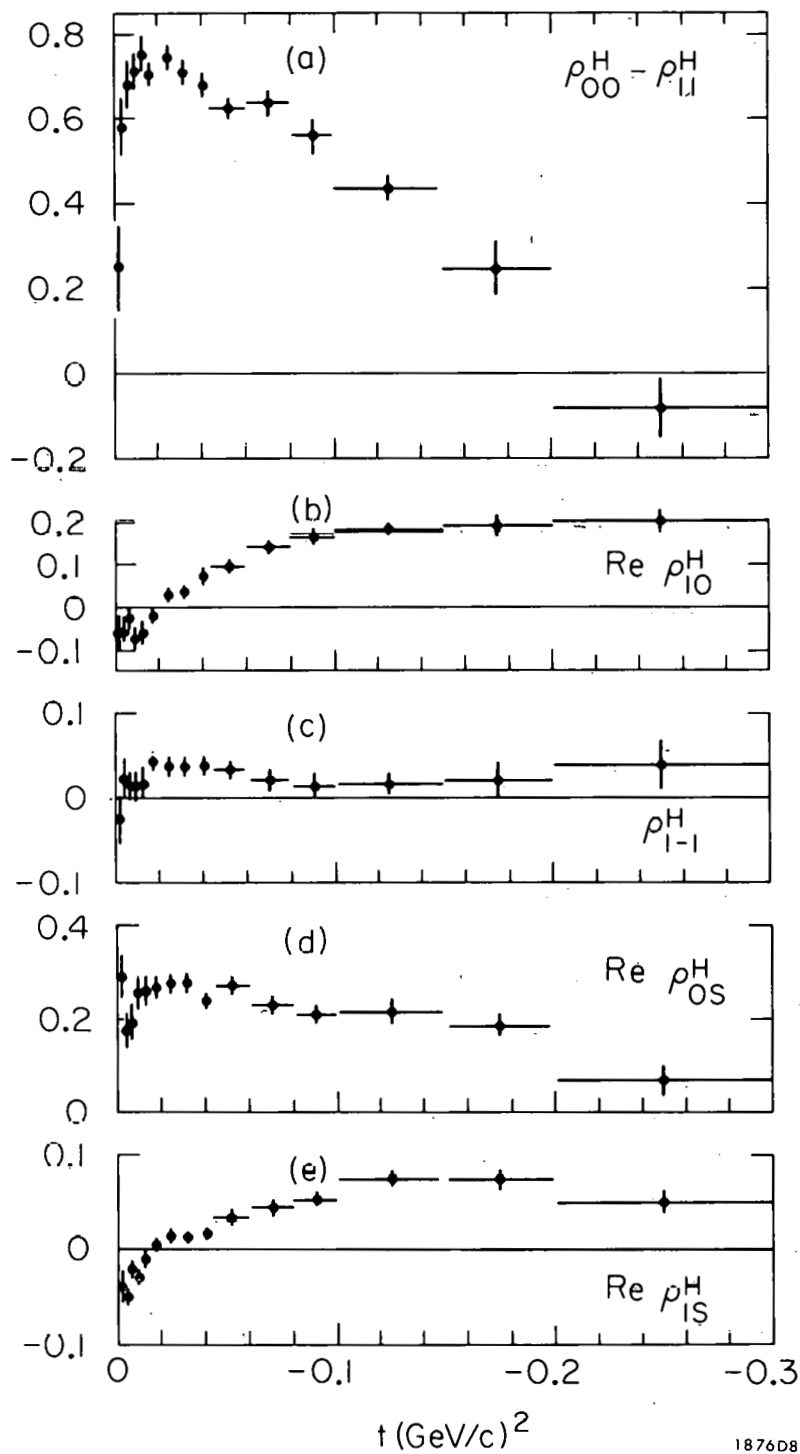 0.8
(a)
ρ^H_00 – ρ^H_11
0.6
0.4
0.2
0
-0.2
(b)
0.2
0.1
Re ρ^H_10
0
-0.1
0.1
(c)
0
ρ^H_1-1
-0.1
0.4
(d)
Re ρ^H_0S
0.2
0
0.1
(e)
0
Re ρ^H_1S
-0.1
0 -0.1 -0.2 -0.3
t (GeV/c)^2
1876D8